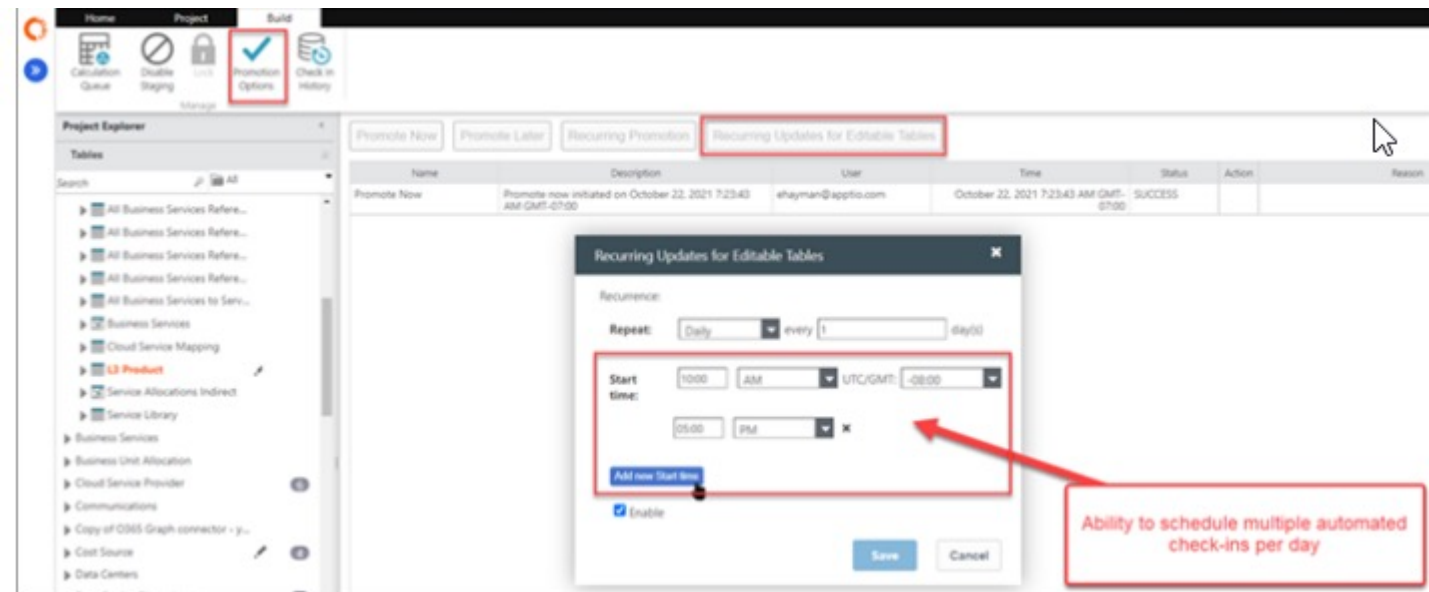 Home Project Build
Calculation Queue
Disable Staging
Lock
Promotion Options
Check in History
Manage
Project Explorer
Tables
Search All
All Business Services Refere...
All Business Services Refere...
All Business Services Refere...
All Business Services Refere...
All Business Services to Serv...
Business Services
Cloud Service Mapping
L3 Product
Service Allocations Indirect
Service Library
Business Services
Business Unit Allocation
Cloud Service Provider
Communications
Copy of O365 Graph connector - y...
Cost Source
Data Centers
Promote Now Promote Later Recurring Promotion Recurring Updates for Editable Tables
Name Description User Time Status Action Reason
Promote Now Promote now initiated on October 22, 2021 7:23:43 ehayman@apptio.com October 22, 2021 7:23:43 AM GMT- SUCCESS
AM GMT-07:00 07:00
Recurring Updates for Editable Tables
Recurrence:
Repeat: Daily every 1 day(s)
Start time: 10:00 AM UTC/GMT: -08:00
05:00 PM
Add new Start time
Enable
Save Cancel
Ability to schedule multiple automated
check-ins per day